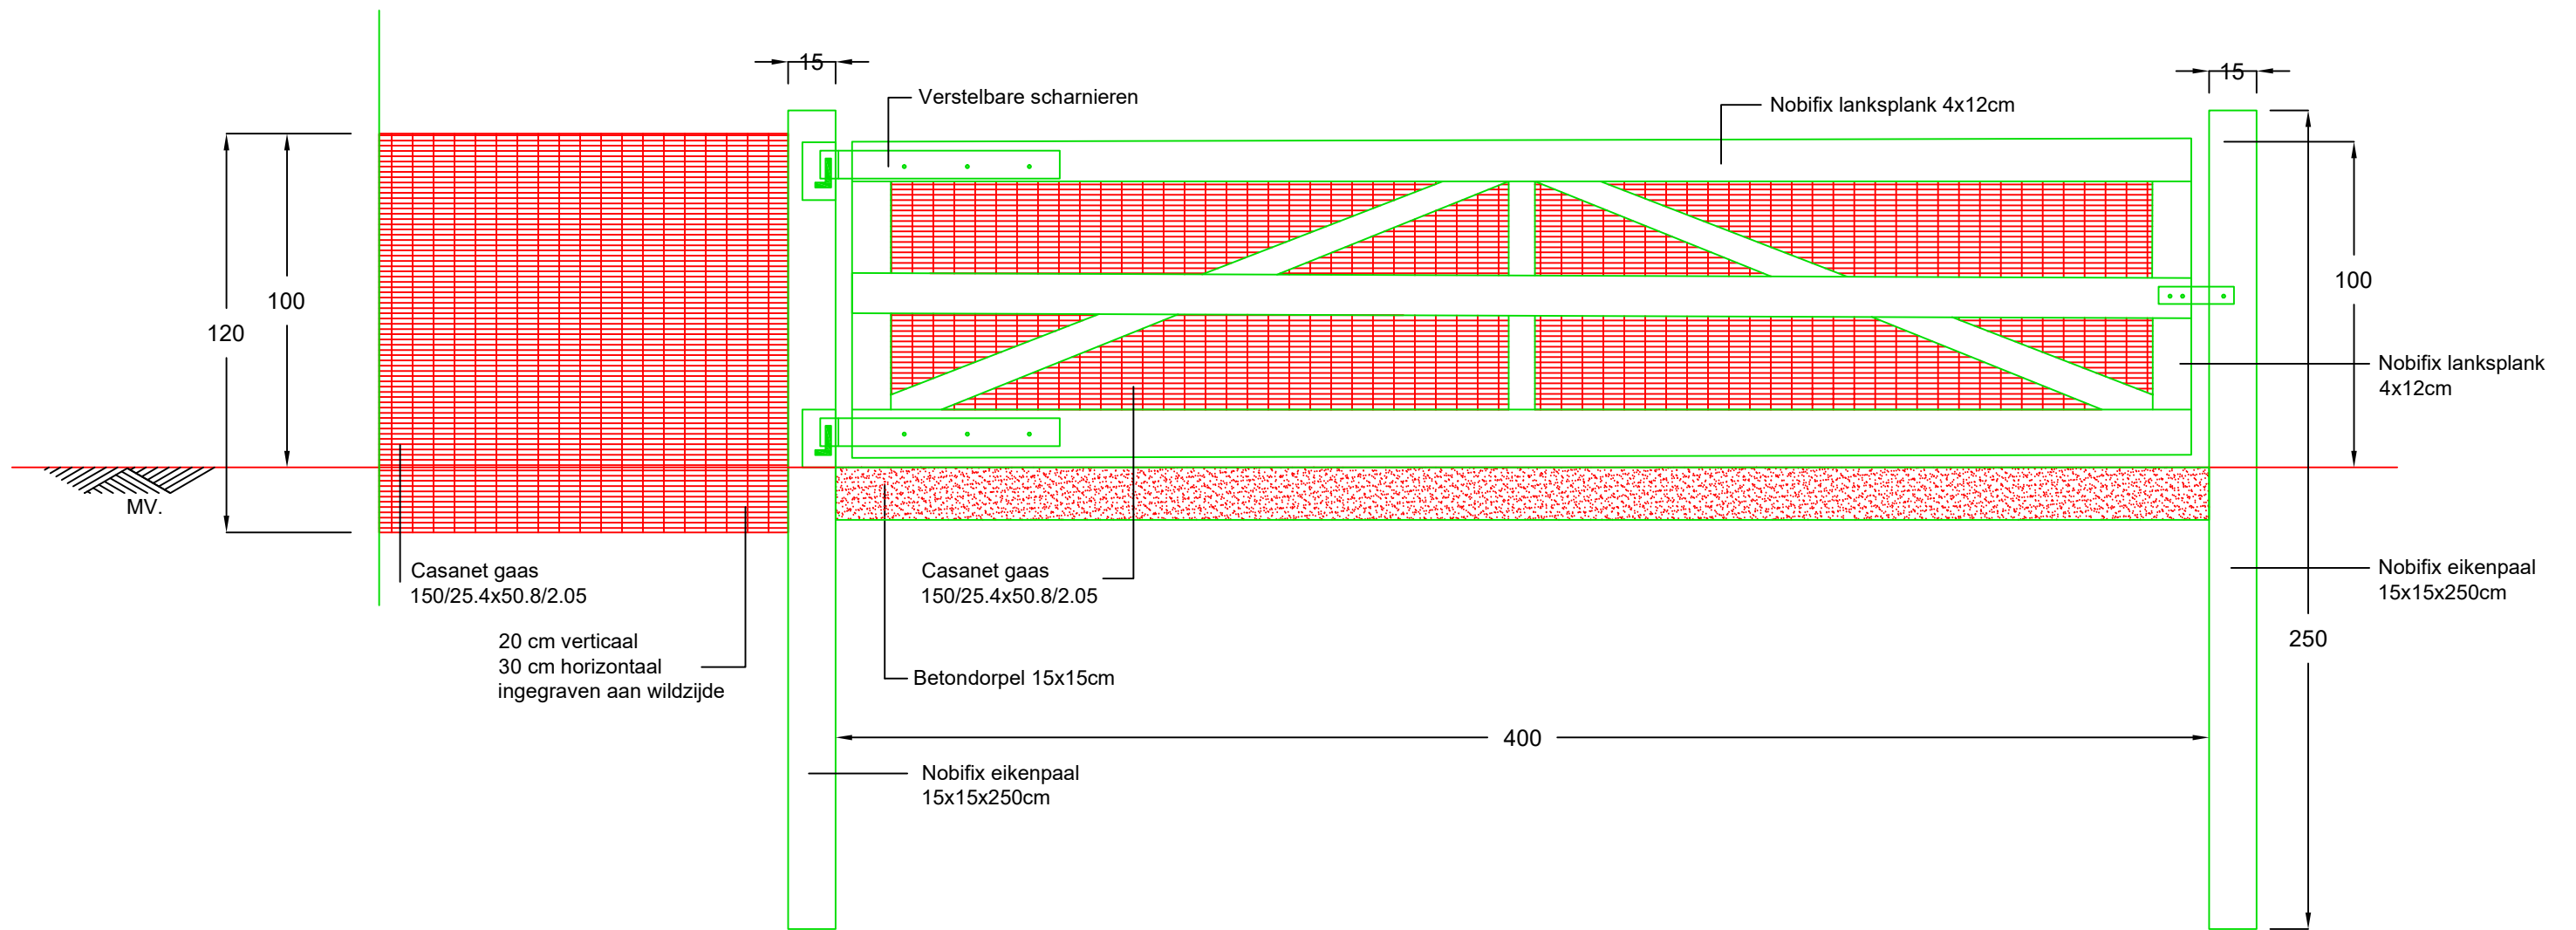 15
15
Verstelbare scharnieren
Nobifix lanksplank 4x12cm
100
120
100
Nobifix lanksplank
4x12cm
MV.
Casanet gaas
150/25.4x50.8/2.05
Casanet gaas
150/25.4x50.8/2.05
Nobifix eikenpaal
15x15x250cm
20 cm verticaal
30 cm horizontaal
ingegraven aan wildzijde
250
Betondorpel 15x15cm
400
Nobifix eikenpaal
15x15x250cm